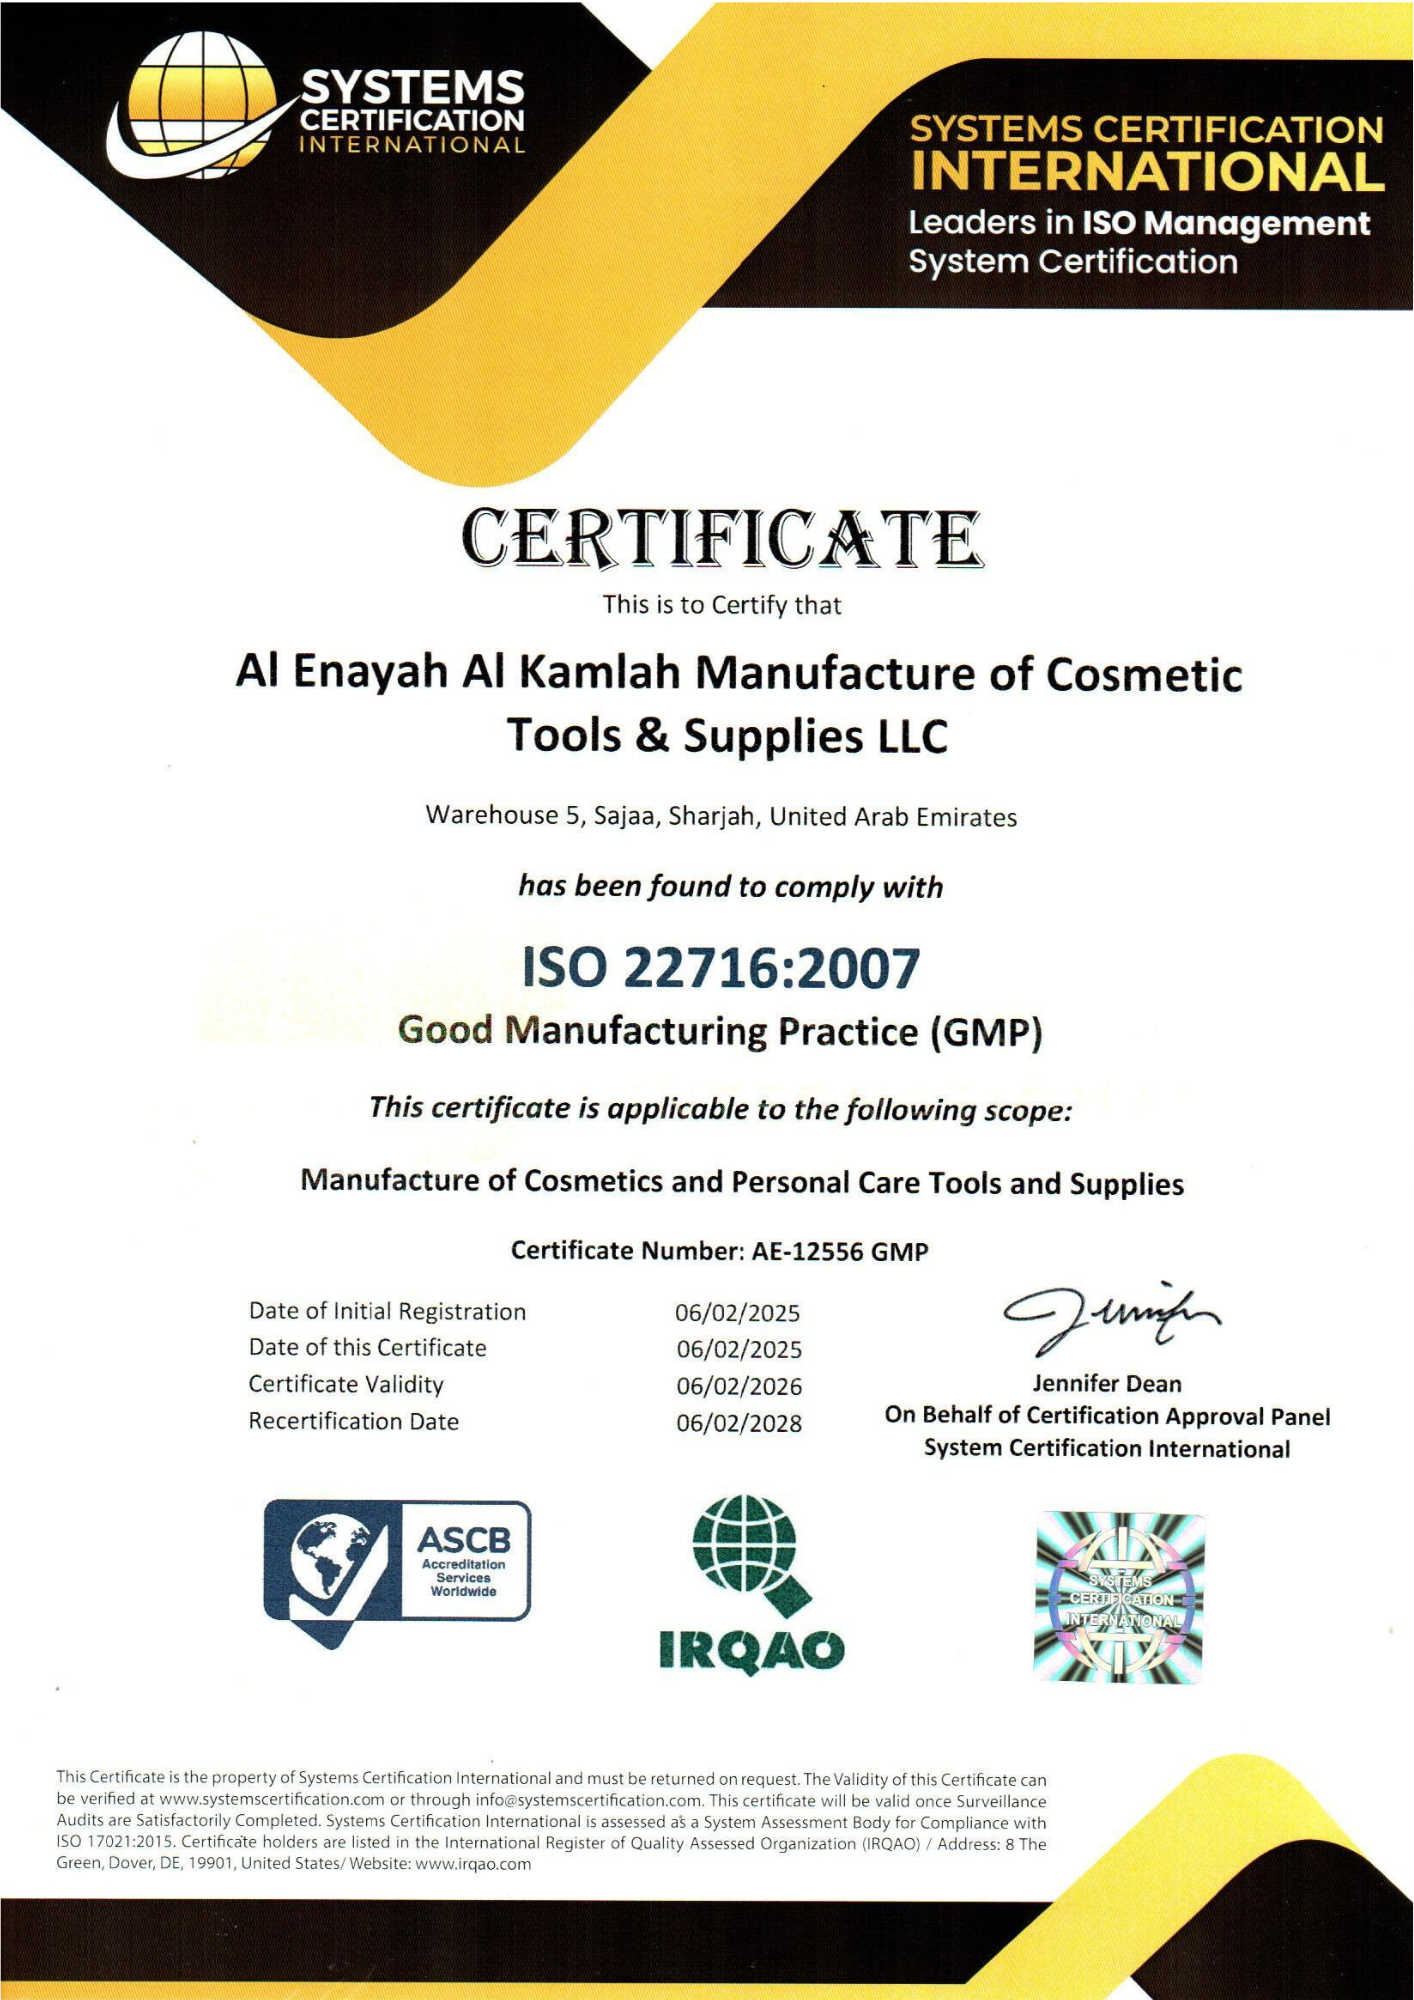 SYSTEMS
CERTIFICATION
INTERNATIONAL
SYSTEMS CERTIFICATION
INTERNATIONAL
Leaders in ISO Management
System Certification
CERTIFICATE
This is to Certify that
Al Enayah Al Kamlah Manufacture of Cosmetic
Tools & Supplies LLC
Warehouse 5, Sajaa, Sharjah, United Arab Emirates
has been found to comply with
ISO 22716:2007
Good Manufacturing Practice (GMP)
This certificate is applicable to the following scope:
Manufacture of Cosmetics and Personal Care Tools and Supplies
Certificate Number: AE-12556 GMP
Date of Initial Registration 06/02/2025
Date of this Certificate 06/02/2025
Certificate Validity 06/02/2026
Recertification Date 06/02/2028
Jennifer
Jennifer Dean
On Behalf of Certification Approval Panel
System Certification International
ASCB
Accreditation
Services
Worldwide
IRQAO
SYSTEMS
CERTIFICATION
INTERNATIONAL
This Certificate is the property of Systems Certification International and must be returned on request. The Validity of this Certificate can
be verified at www.systemscertification.com or through info@systemscertification.com. This certificate will be valid once Surveillance
Audits are Satisfactorily Completed. Systems Certification International is assessed as a System Assessment Body for Compliance with
ISO 17021:2015. Certificate holders are listed in the International Register of Quality Assessed Organization (IRQAO) / Address: 8 The
Green, Dover, DE, 19901, United States/ Website: www.irqao.com